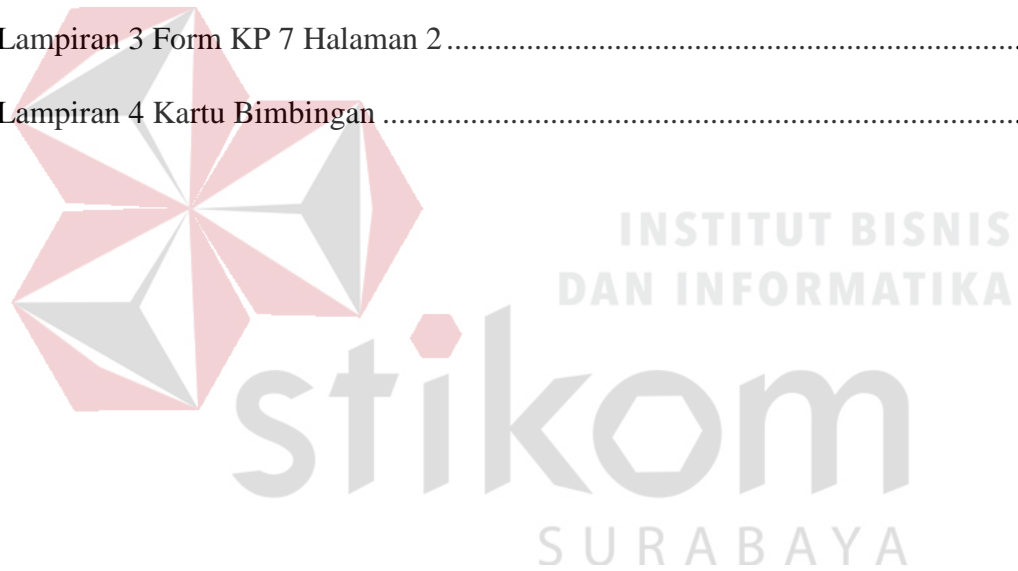 Lampiran 3 Form KP 7 Halaman 2 ........................................................................
Lampiran 4 Kartu Bimbingan ................................................................................
INSTITUT BISNIS
DAN INFORMATIKA
stikom
SURABAYA